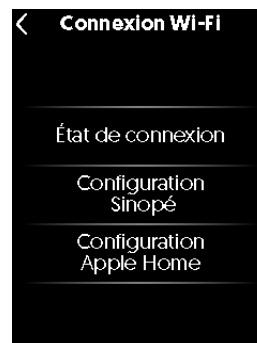 Connexion Wi-Fi
État de connexion
Configuration
Sinopé
Configuration
Apple Home